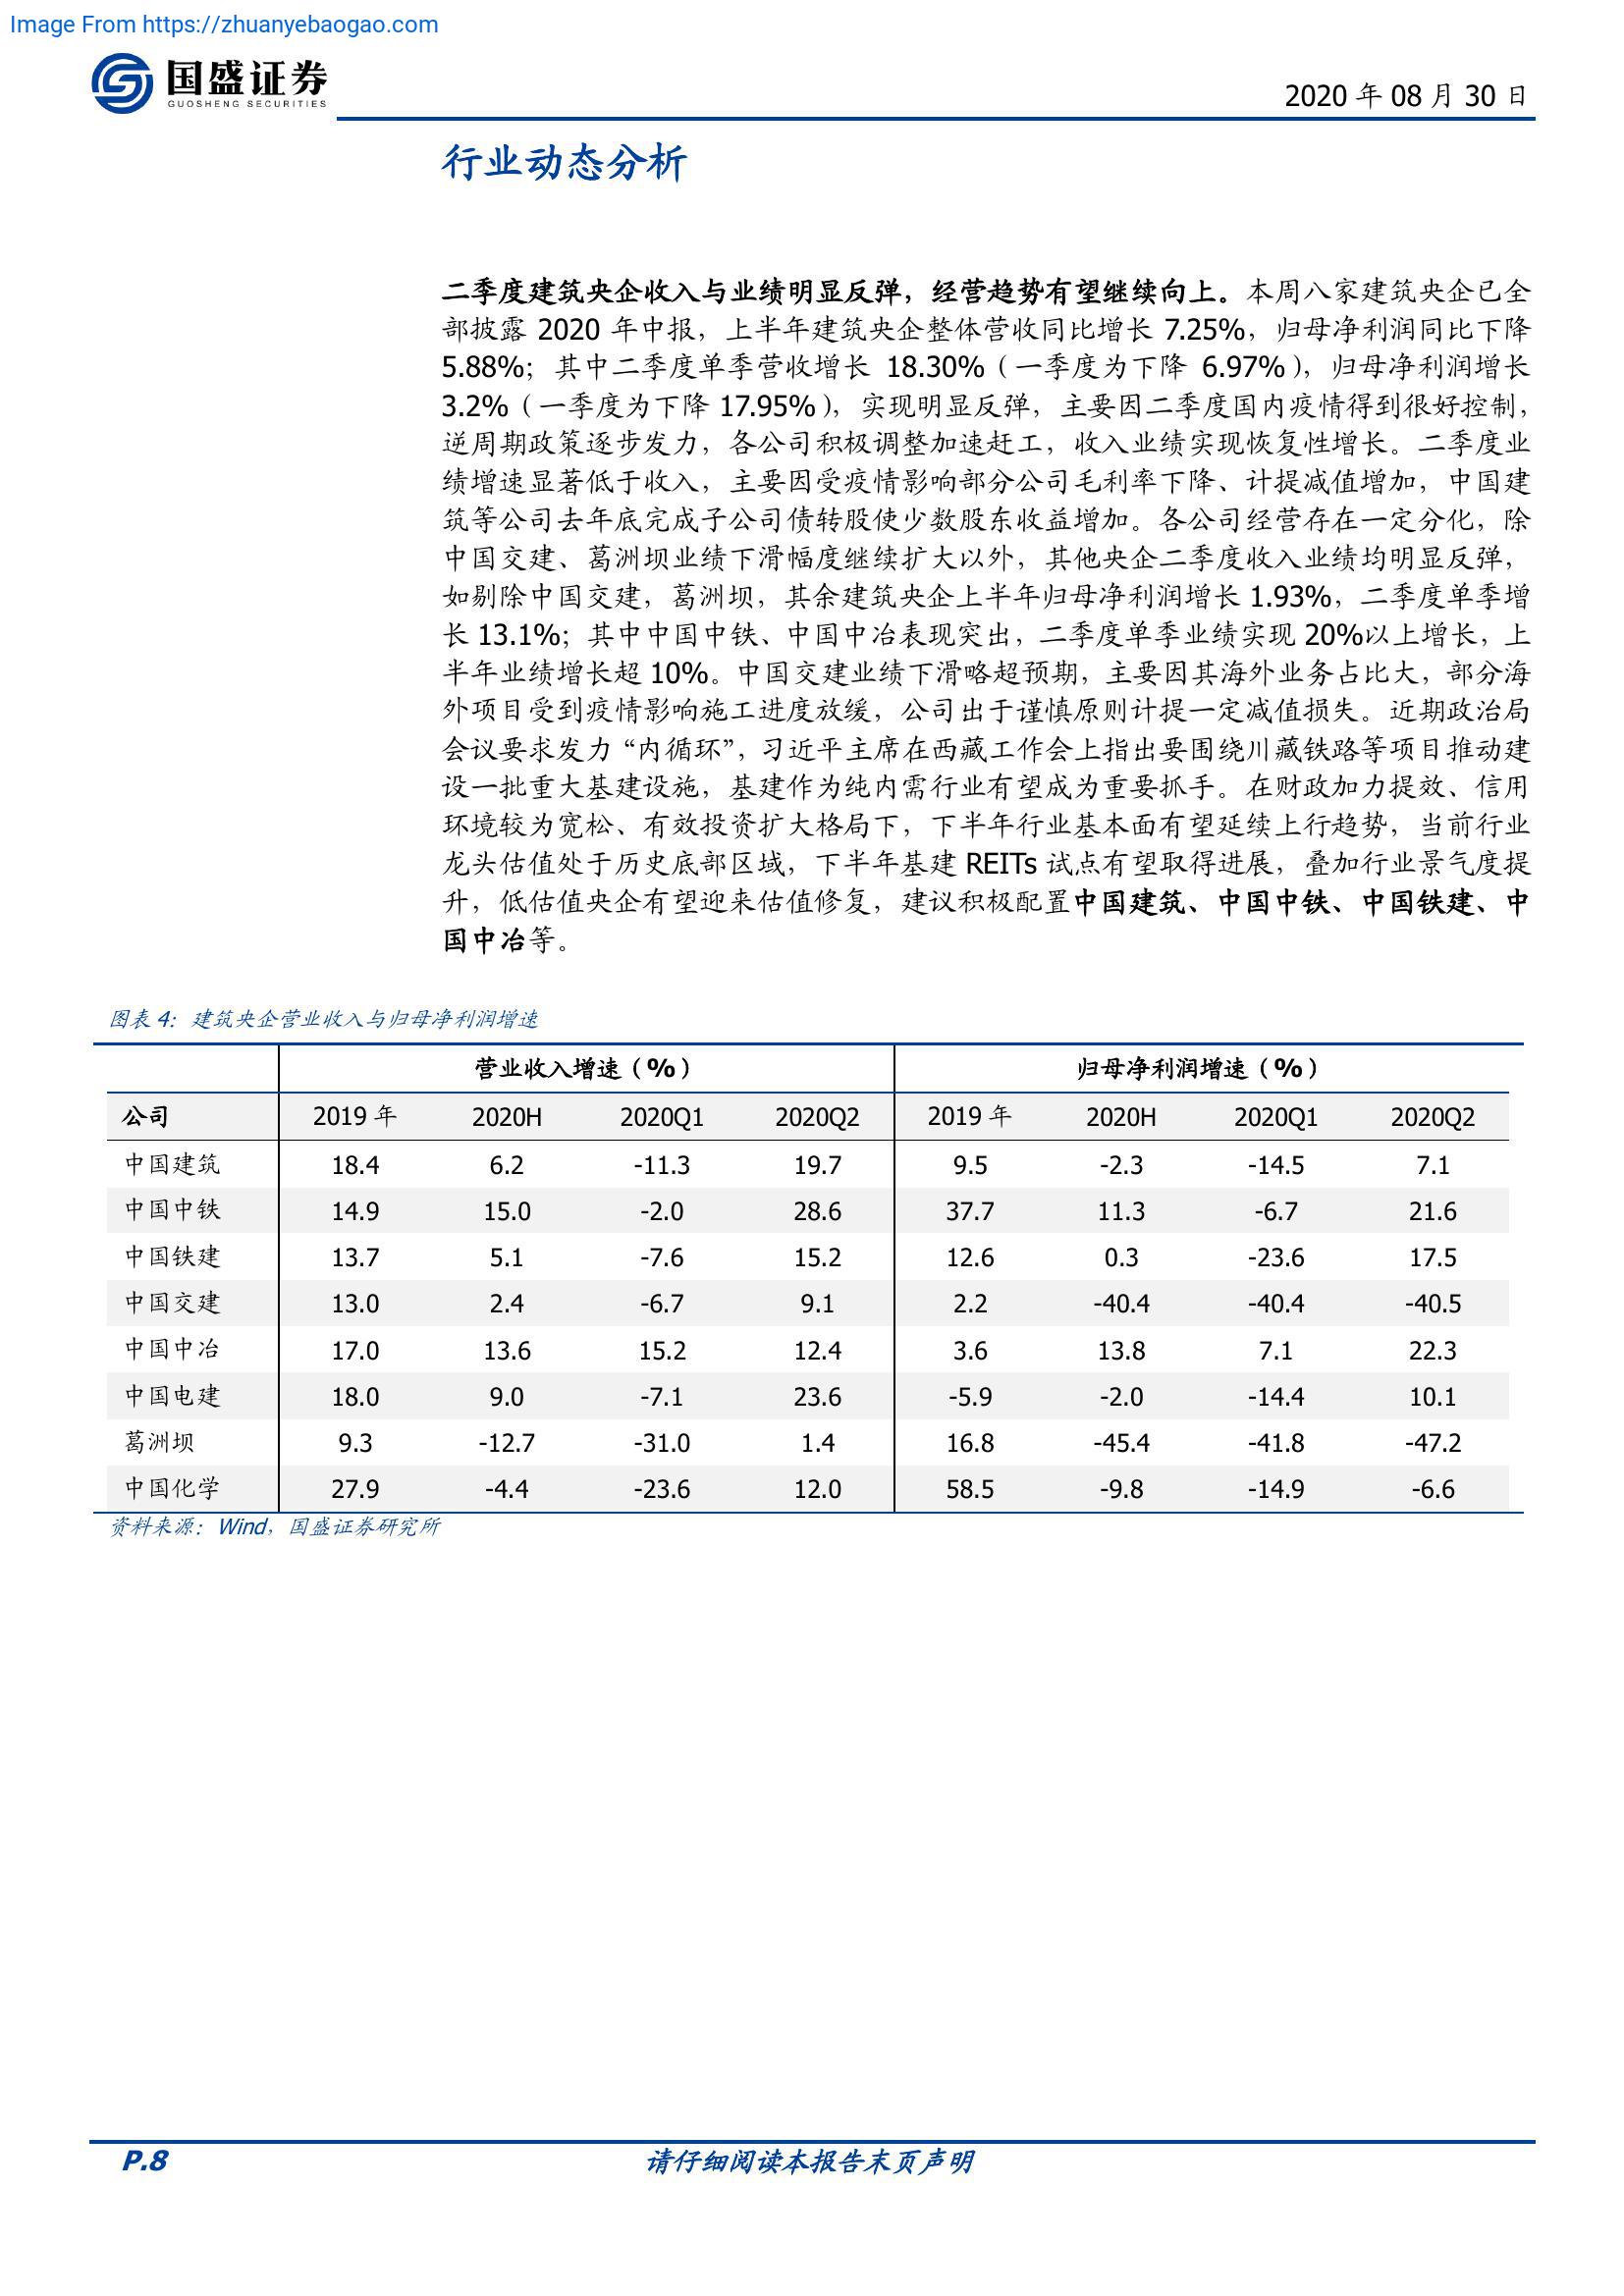 Image From https://zhuanyebaogao.com
国盛证券
GUOSHENG SECURITIES
2020 年 08 月 30 日
行业动态分析
二季度建筑央企收入与业绩明显反弹，经营趋势有望继续向上。本周八家建筑央企已全
部披露 2020 年中报，上半年建筑央企整体营收同比增长 7.25%，归母净利润同比下降
5.88%；其中二季度单季营收增长 18.30%（一季度为下降 6.97%），归母净利润增长
3.2%（一季度为下降 17.95%），实现明显反弹，主要因二季度国内疫情得到很好控制，
逆周期政策逐步发力，各公司积极调整加速赶工，收入业绩实现恢复性增长。二季度业
绩增速显著低于收入，主要因受疫情影响部分公司毛利率下降、计提减值增加，中国建
筑等公司去年底完成子公司债转股使少数股东收益增加。各公司经营存在一定分化，除
中国交建、葛洲坝业绩下滑幅度继续扩大以外，其他央企二季度收入业绩均明显反弹，
如剔除中国交建，葛洲坝，其余建筑央企上半年归母净利润增长 1.93%，二季度单季增
长 13.1%；其中中国中铁、中国中冶表现突出，二季度单季业绩实现 20%以上增长，上
半年业绩增长超 10%。中国交建业绩下滑略超预期，主要因其海外业务占比大，部分海
外项目受到疫情影响施工进度放缓，公司出于谨慎原则计提一定减值损失。近期政治局
会议要求发力“内循环”，习近平主席在西藏工作会上指出要围绕川藏铁路等项目推动建
设一批重大基建设施，基建作为纯内需行业有望成为重要抓手。在财政加力提效、信用
环境较为宽松、有效投资扩大格局下，下半年行业基本面有望延续上行趋势，当前行业
龙头估值处于历史底部区域，下半年基建 REITs 试点有望取得进展，叠加行业景气度提
升，低估值央企有望迎来估值修复，建议积极配置中国建筑、中国中铁、中国铁建、中
国中冶等。
图表 4：建筑央企营业收入与归母净利润增速
营业收入增速（%） 归母净利润增速（%）
公司 2019 年 2020H 2020Q1 2020Q2 2019 年 2020H 2020Q1 2020Q2
中国建筑 18.4 6.2 -11.3 19.7 9.5 -2.3 -14.5 7.1
中国中铁 14.9 15.0 -2.0 28.6 37.7 11.3 -6.7 21.6
中国铁建 13.7 5.1 -7.6 15.2 12.6 0.3 -23.6 17.5
中国交建 13.0 2.4 -6.7 9.1 2.2 -40.4 -40.4 -40.5
中国中冶 17.0 13.6 15.2 12.4 3.6 13.8 7.1 22.3
中国电建 18.0 9.0 -7.1 23.6 -5.9 -2.0 -14.4 10.1
葛洲坝 9.3 -12.7 -31.0 1.4 16.8 -45.4 -41.8 -47.2
中国化学 27.9 -4.4 -23.6 12.0 58.5 -9.8 -14.9 -6.6
资料来源：Wind，国盛证券研究所
P.8 请仔细阅读本报告末页声明